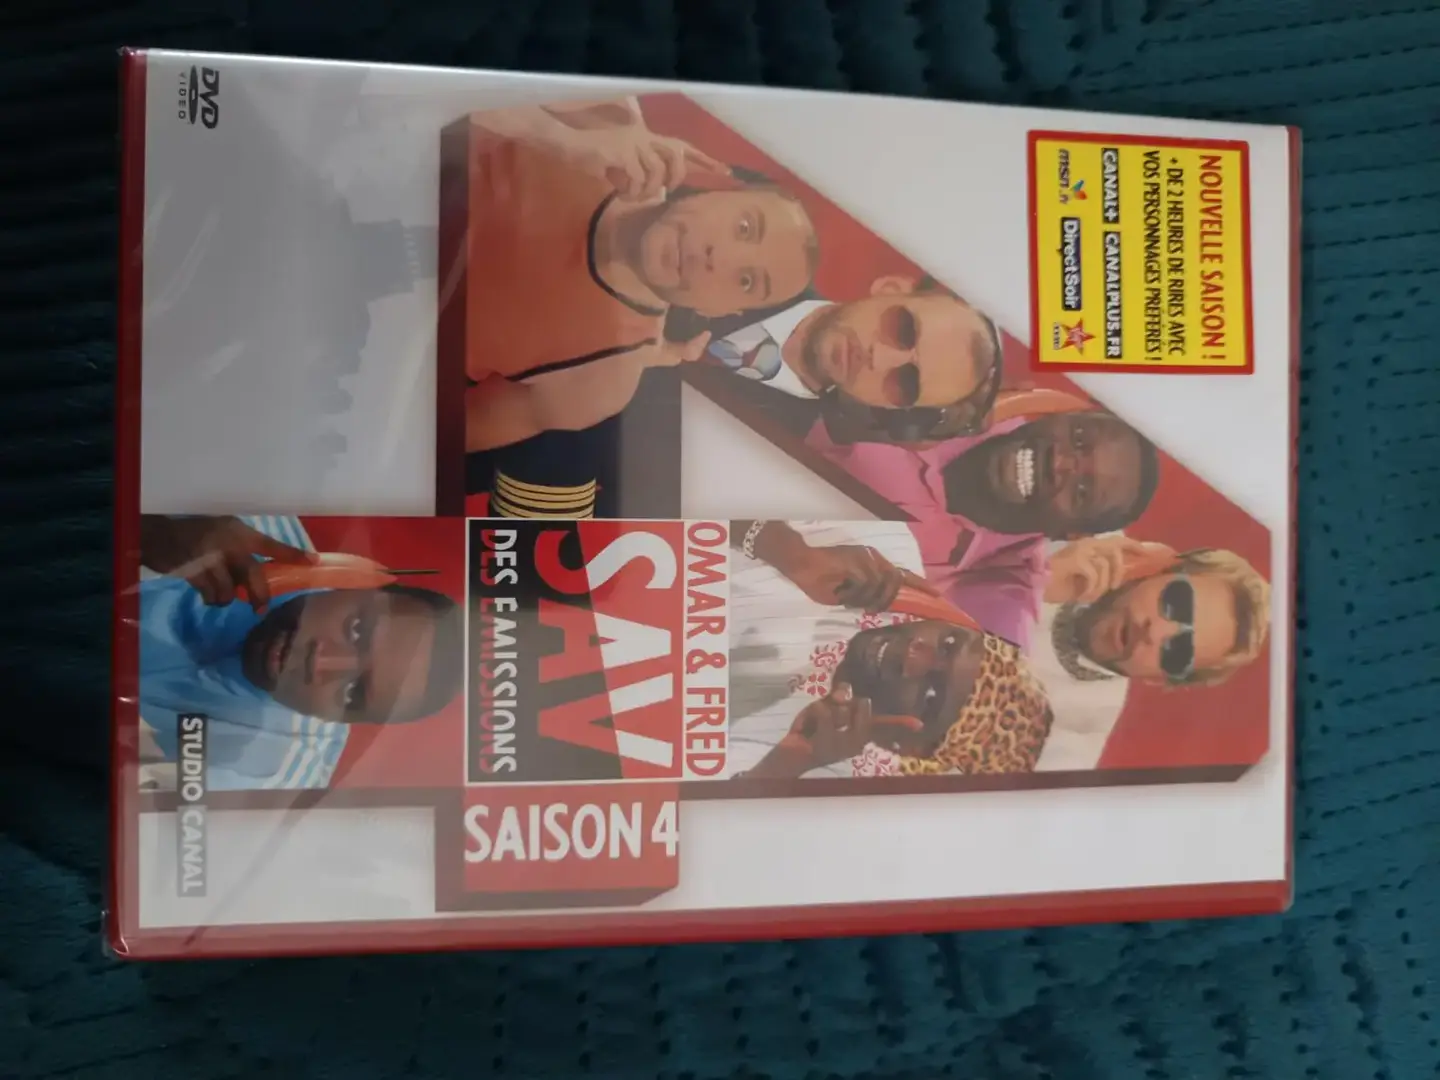 NOUVELLE SAISON !
+ DE 2 HEURES DE RIRES AVEC
VOS PERSONNAGES PRÉFÉRÉS !
CANAL+ CANALPLUS.FR
msn.fr DirectSoir
OMAR & FRED
SAV
DES EMISSIONS
SAISON 4
DVD
VIDEO
STUDIO CANAL